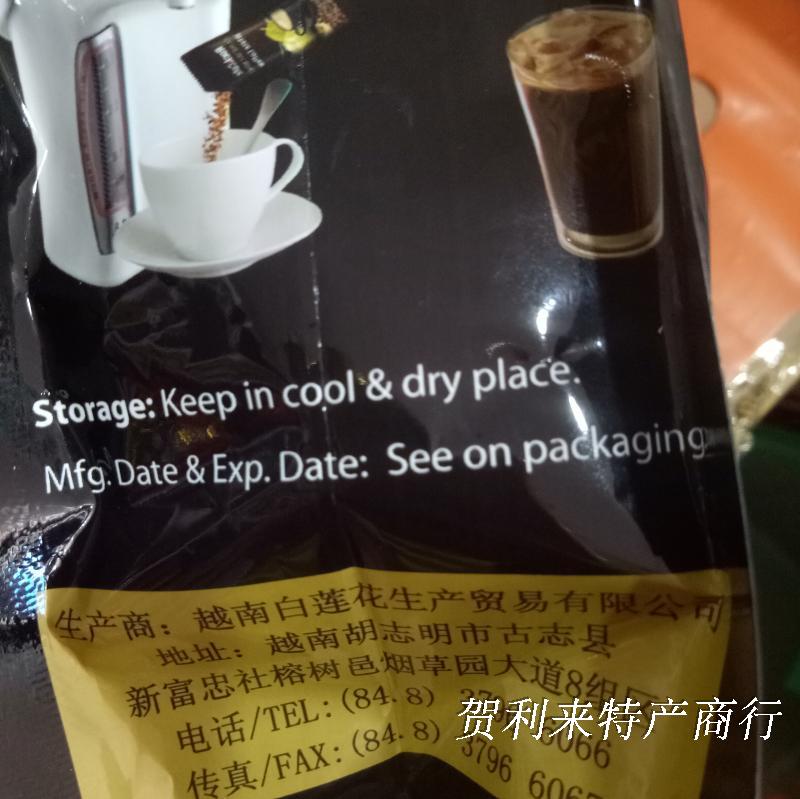 Storage: Keep in cool & dry place.
Mfg. Date & Exp. Date: See on packaging
生产商：越南白莲花生产贸易有限公司
地址：越南胡志明市古志县
新富忠社榕树邑烟草园大道8组
电话/TEL:(84.8) 6066
传真/FAX:(84.8) 3796
贺利来特产商行